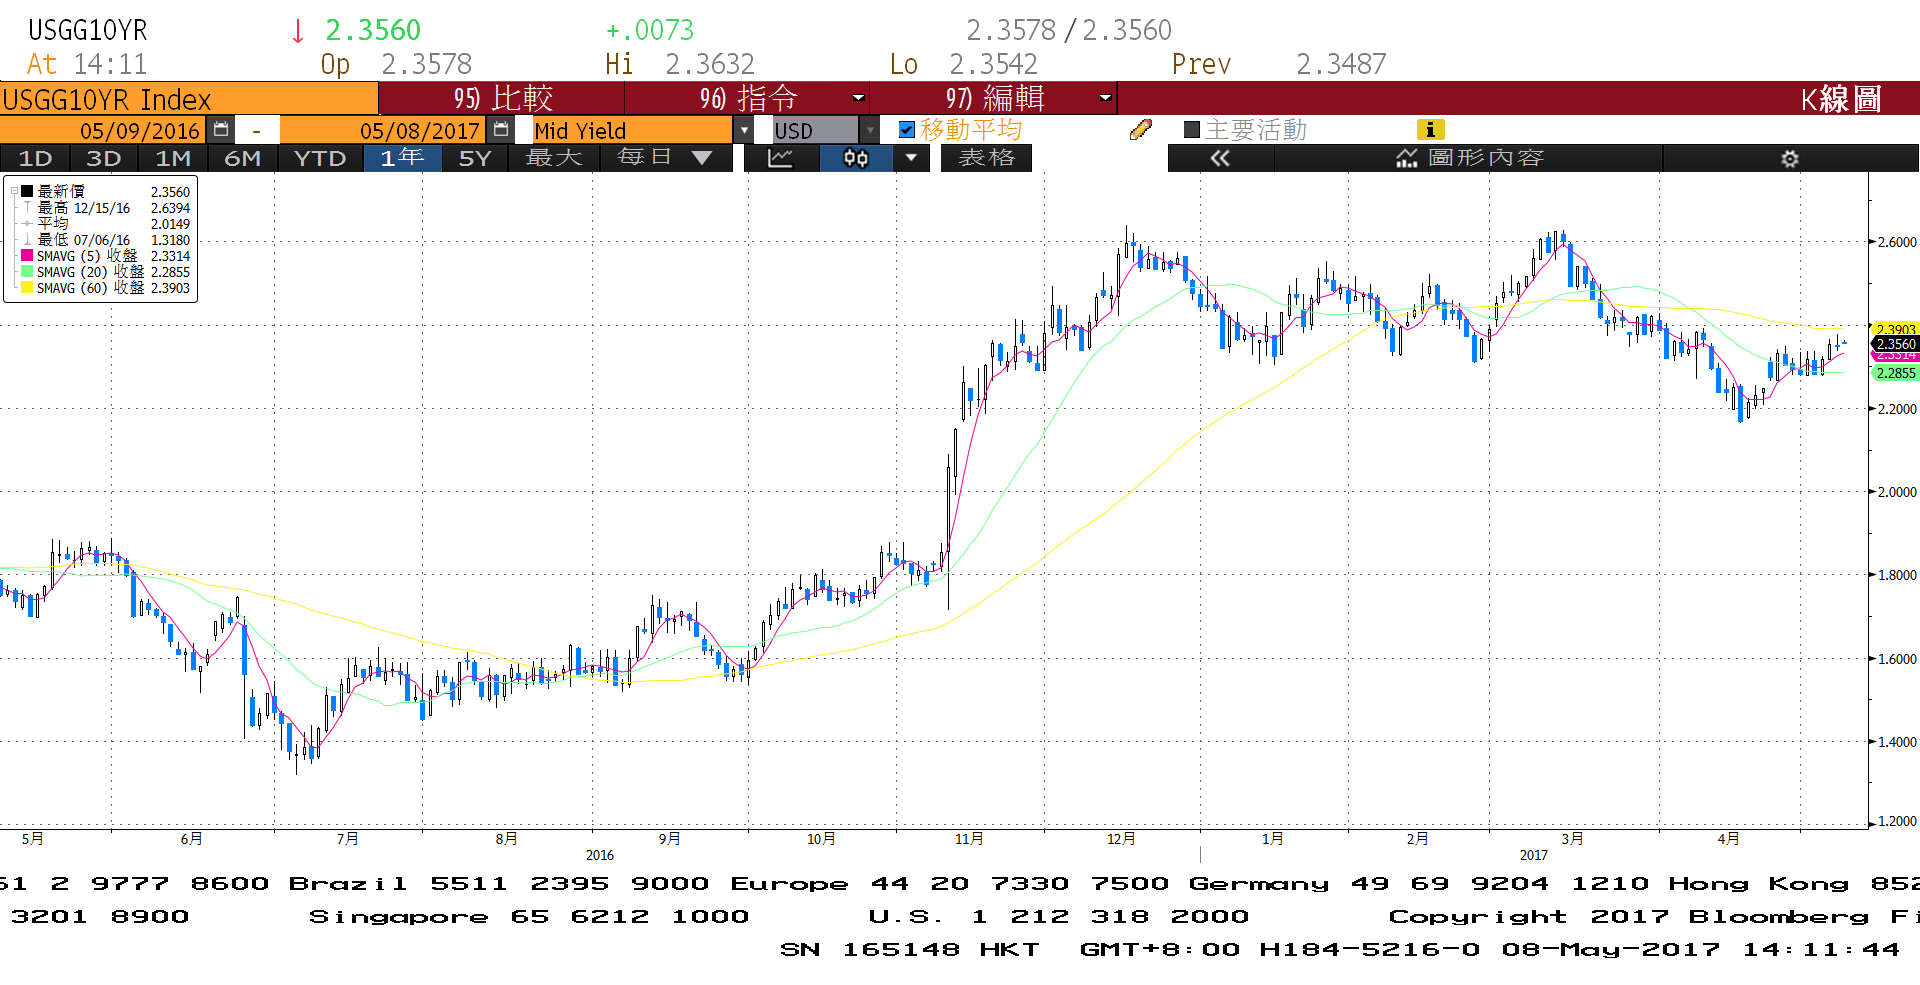 USGG10YR ↓ 2.3560 +.0073 2.3578 / 2.3560
At 14:11 Op 2.3578 Hi 2.3632 Lo 2.3542 Prev 2.3487
USGG10YR Index 95) 比較 96) 指令 97) 編輯 K線圖
05/09/2016 - 05/08/2017 Mid Yield USD 移動平均 主要活動 i
1D 3D 1M 6M YTD 1年 5Y 最大 每日 ▼ 表格 « 圖形內容
最新價 2.3560
最高 12/15/16 2.6394
平均 2.0149
最低 07/06/16 1.3180
SMAVG (5) 收盤 2.3314
SMAVG (20) 收盤 2.2855
SMAVG (60) 收盤 2.3903
2.6000
2.3903
2.3560
2.3314
2.2855
2.2000
2.0000
1.8000
1.6000
1.4000
1.2000
5月 6月 7月 8月 9月 10月 11月 12月 1月 2月 3月 4月
2016 2017
61 2 9777 8600 Brazil 5511 2395 9000 Europe 44 20 7330 7500 Germany 49 69 9204 1210 Hong Kong 852
3201 8900 Singapore 65 6212 1000 U.S. 1 212 318 2000 Copyright 2017 Bloomberg Fi
SN 165148 HKT GMT+8:00 H184-5216-0 08-May-2017 14:11:44